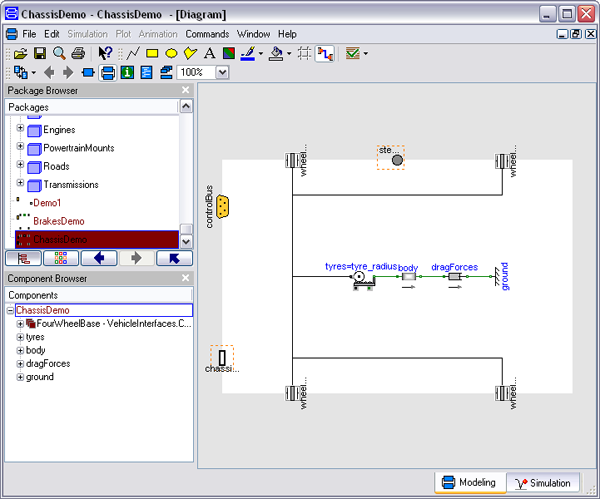 ChassisDemo - ChassisDemo - [Diagram]
File Edit Simulation Plot Animation Commands Window Help
100%
Package Browser
Packages
Engines
PowertrainMounts
Roads
Transmissions
Demo1
BrakesDemo
ChassisDemo
Component Browser
Components
ChassisDemo
FourWheelBase - VehicleInterfaces.C...
tyres
body
dragForces
ground
wheel...
ste...
wheel...
controlBus
tyres=tyre_radius
body
dragForces
ground
chassi...
wheel...
wheel...
Modeling
Simulation